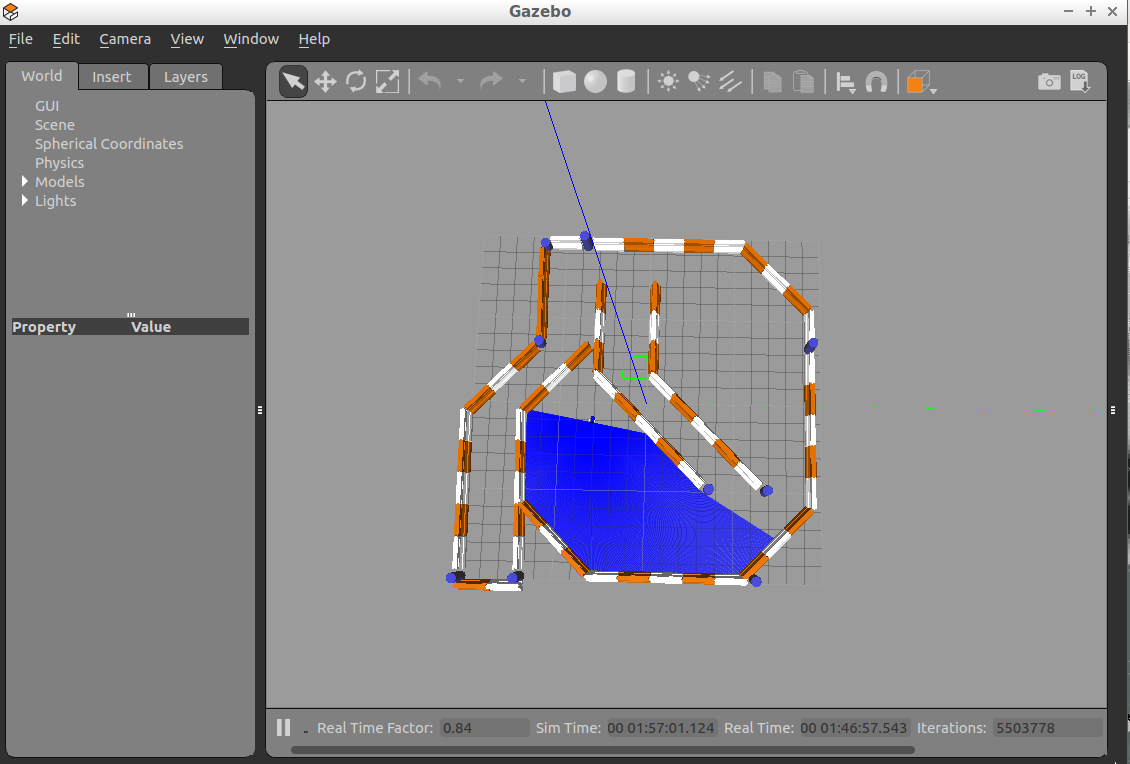 Gazebo
File Edit Camera View Window Help
World Insert Layers
GUI
Scene
Spherical Coordinates
Physics
Models
Lights
Property Value
LOG
Real Time Factor: 0.84 Sim Time: 00 01:57:01.124 Real Time: 00 01:46:57.543 Iterations: 5503778